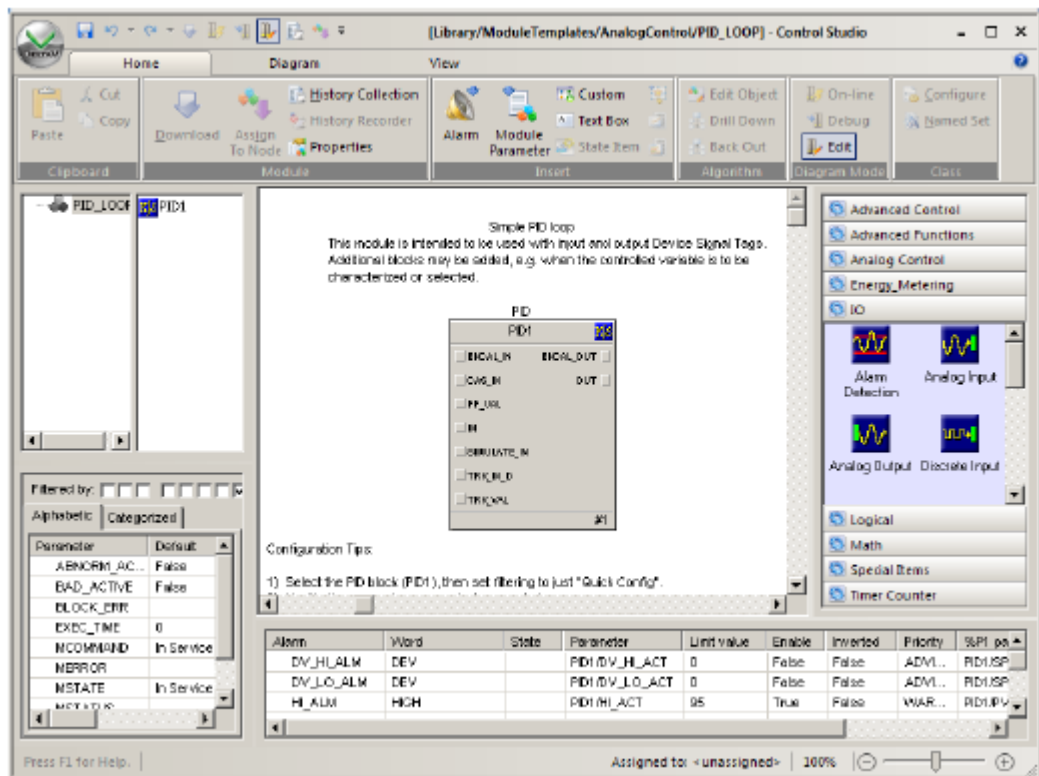 [Library/ModuleTemplates/AnalogControl/PID_LOOP] - Control Studio
Home Diagram View
Paste
Cut
Copy
Clipboard
Download
Assign To Node
History Collection
History Recorder
Properties
Module
Alarm
Module Parameter
Custom
Text Box
State Item
Insert
Edit Object
Drill Down
Back Out
Algorithm
On-line
Debug
Edit
Diagram Mode
Configure
Named Set
Class
PID_LOOP
PID1
Simple PID loop
This module is intended to be used with input and output Device Signal Tags.
Additional blocks may be added, e.g. when the controlled variable is to be
characterized or selected.
PID
PID1
BKCAL_IN BKCAL_OUT
CAS_IN OUT
FF_VAL
IN
SIMULATE_IN
TRK_IN_D
TRK_VAL
#1
Configuration Tips:
1) Select the PID block (PID1), then set filtering to just "Quick Config".
Advanced Control
Advanced Functions
Analog Control
Energy_Metering
IO
Alarm Detection
Analog Input
Analog Output
Discrete Input
Logical
Math
Special Items
Timer Counter
Filtered by:
Alphabetic Categorized
Parameter Default
ABNORM_AC... False
BAD_ACTIVE False
BLOCK_ERR
EXEC_TIME 0
MCOMMAND In Service
MERROR
MSTATE In Service
MSTATUS
Alarm Word State Parameter Limit value Enable Inverted Priority %P1 pa
DV_HI_ALM DEV PID1/DV_HI_ACT 0 False False ADVI... PID1/SP
DV_LO_ALM DEV PID1/DV_LO_ACT 0 False False ADVI... PID1/SP
HI_ALM HIGH PID1/HI_ACT 95 True False WAR... PID1/PV
Press F1 for Help.
Assigned to: <unassigned> 100%